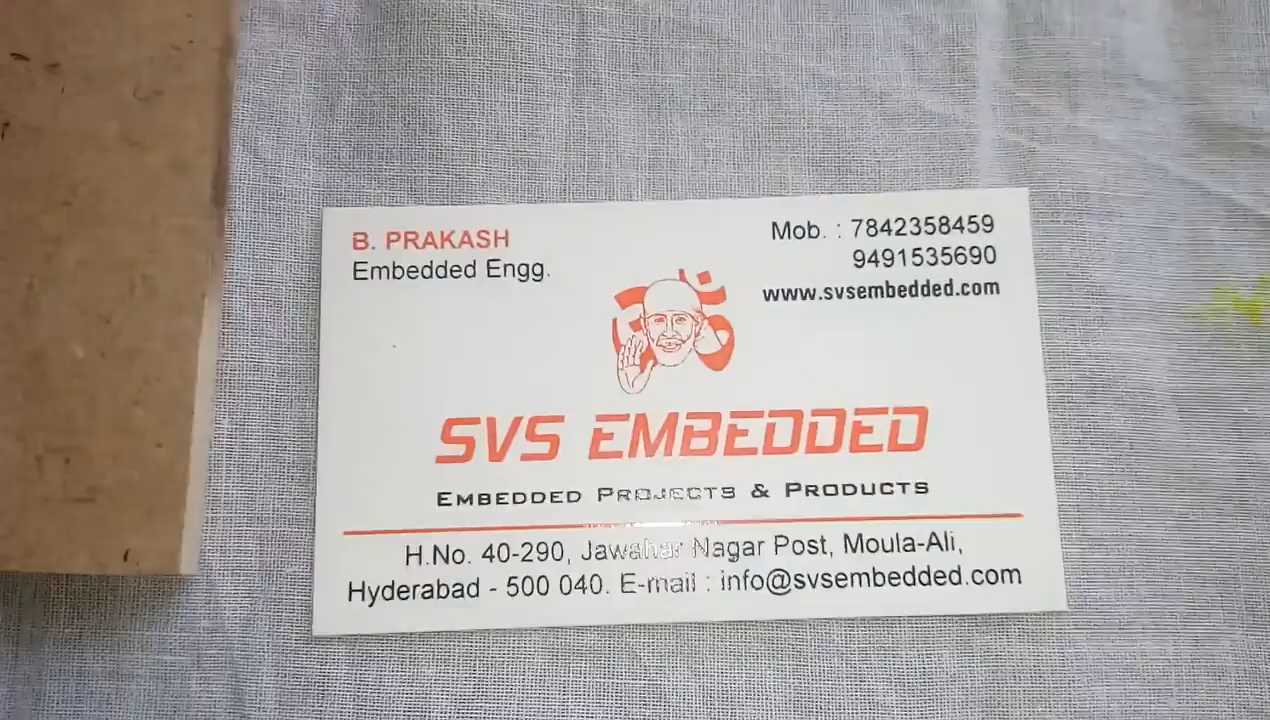 B. PRAKASH
Embedded Engg.
Mob. : 7842358459
9491535690
www.svsembedded.com
SVS EMBEDDED
EMBEDDED PROJECTS & PRODUCTS
H.No. 40-290, Jawahar Nagar Post, Moula-Ali,
Hyderabad - 500 040. E-mail : info@svsembedded.com